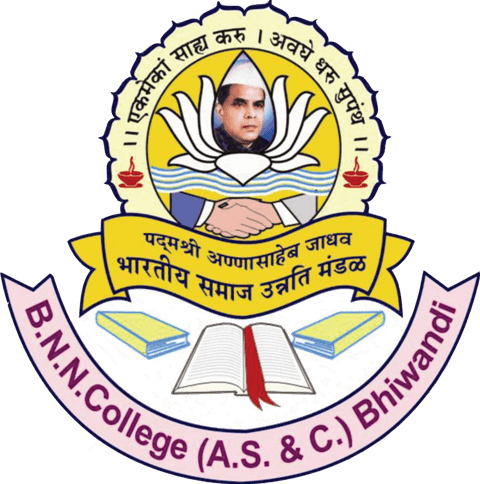 ।। एकमेकां साह्य करु । अवघे धरु सुपंथ ।।
पद्मश्री अण्णासाहेब जाधव
भारतीय समाज उन्नति मंडळ
B.N.N.College (A.S. & C.) Bhiwandi